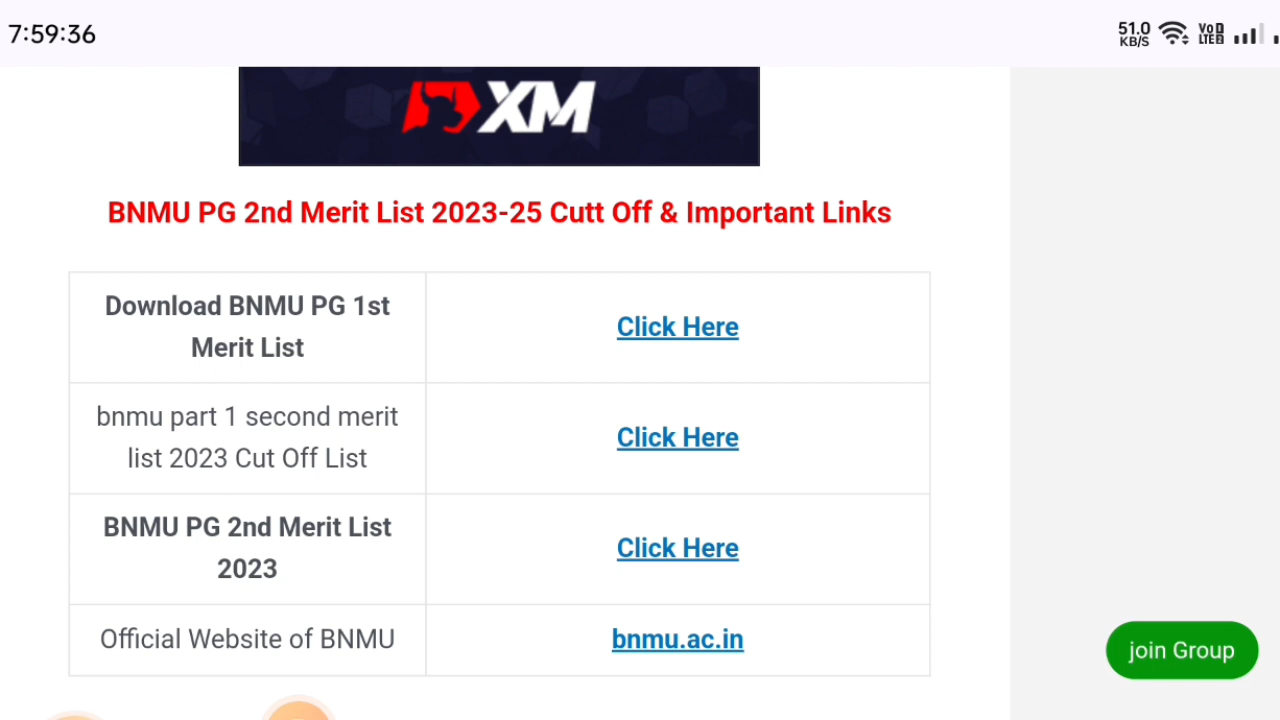 7:59:36
51.0
KB/S
Vo
LTE2
XM
BNMU PG 2nd Merit List 2023-25 Cutt Off & Important Links
Download BNMU PG 1st
Merit List
Click Here
bnmu part 1 second merit
list 2023 Cut Off List
Click Here
BNMU PG 2nd Merit List
2023
Click Here
Official Website of BNMU
bnmu.ac.in
join Group